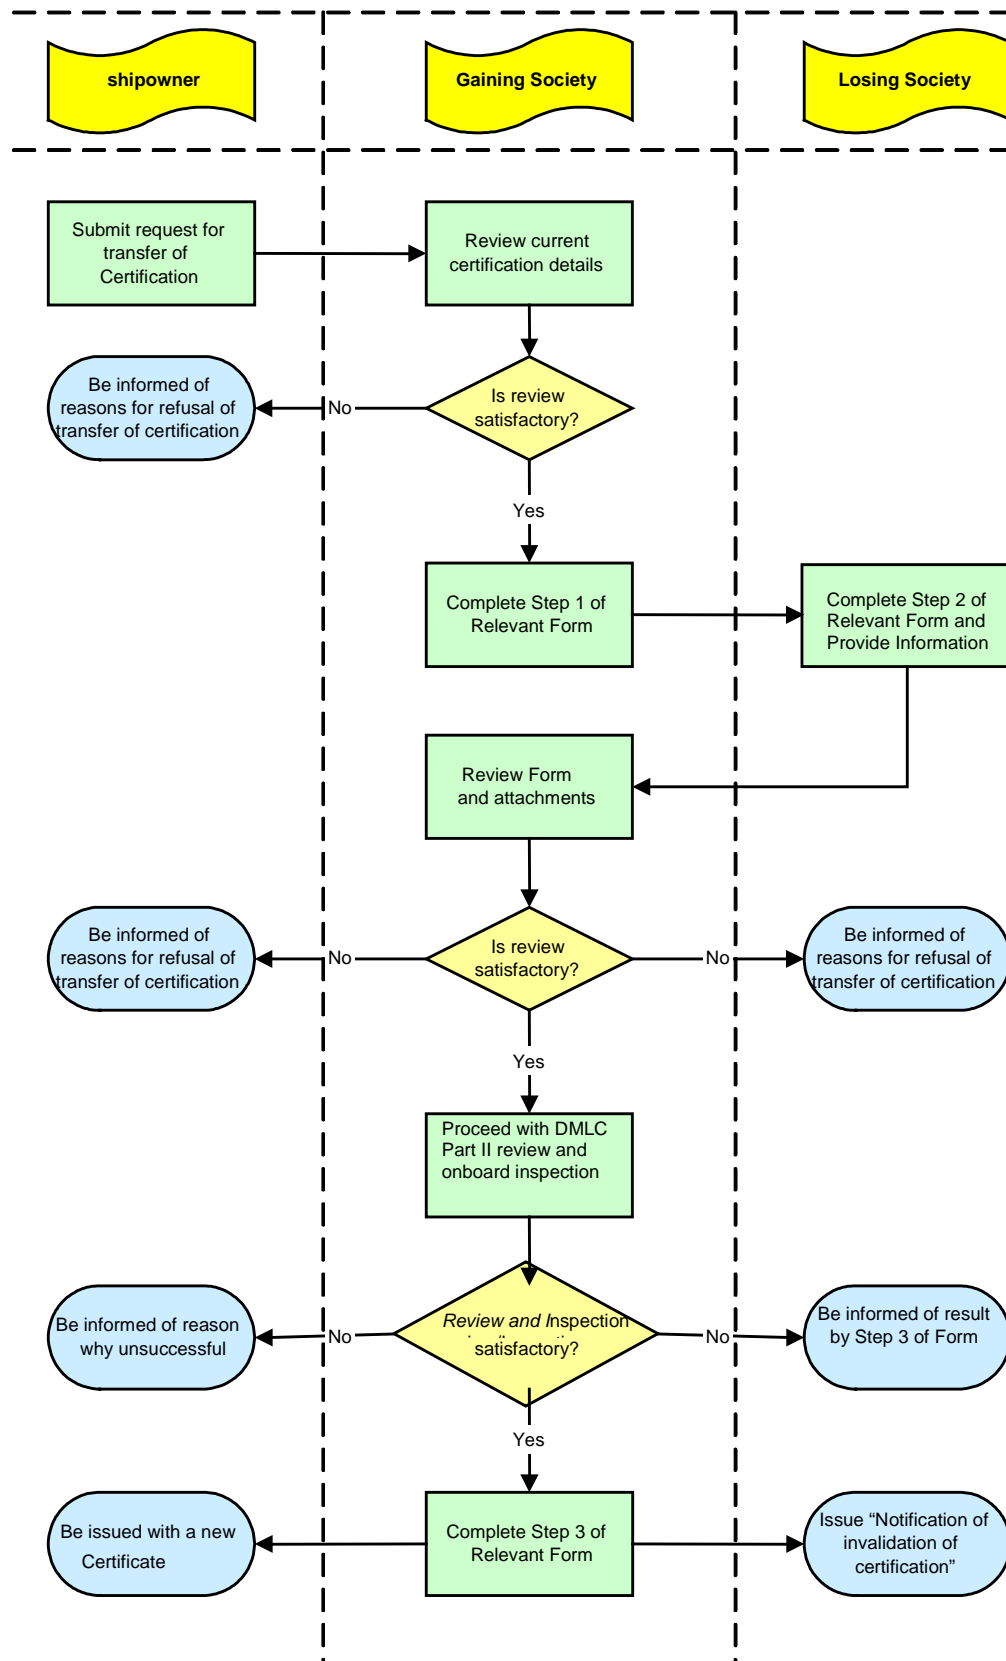 shipowner
Gaining Society
Losing Society
Submit request for
transfer of
Certification
Review current
certification details
Be informed of
reasons for refusal of
transfer of certification
No
Is review
satisfactory?
Yes
Complete Step 1 of
Relevant Form
Complete Step 2 of
Relevant Form and
Provide Information
Review Form
and attachments
Be informed of
reasons for refusal of
transfer of certification
No
Is review
satisfactory?
No
Be informed of
reasons for refusal of
transfer of certification
Yes
Proceed with DMLC
Part II review and
onboard inspection
Be informed of reason
why unsuccessful
No
Review and Inspection
satisfactory?
No
Be informed of result
by Step 3 of Form
Yes
Be issued with a new
Certificate
Complete Step 3 of
Relevant Form
Issue “Notification of
invalidation of
certification”